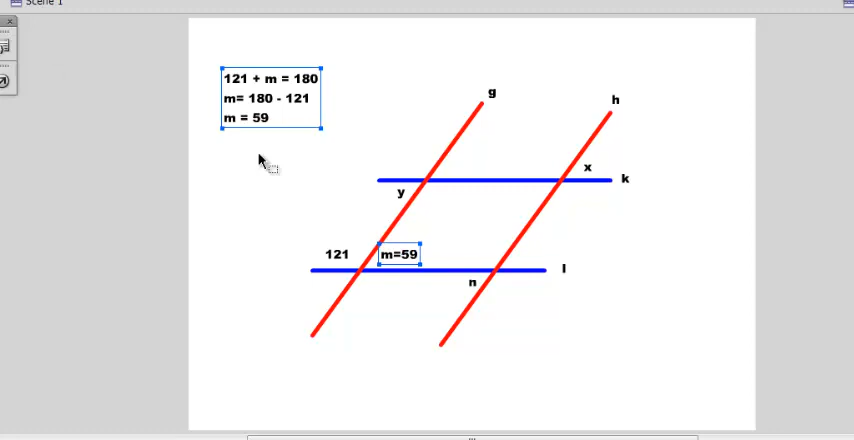 Scene 1
121 + m = 180
m= 180 - 121
m = 59
g
h
x
k
y
121
m=59
l
n